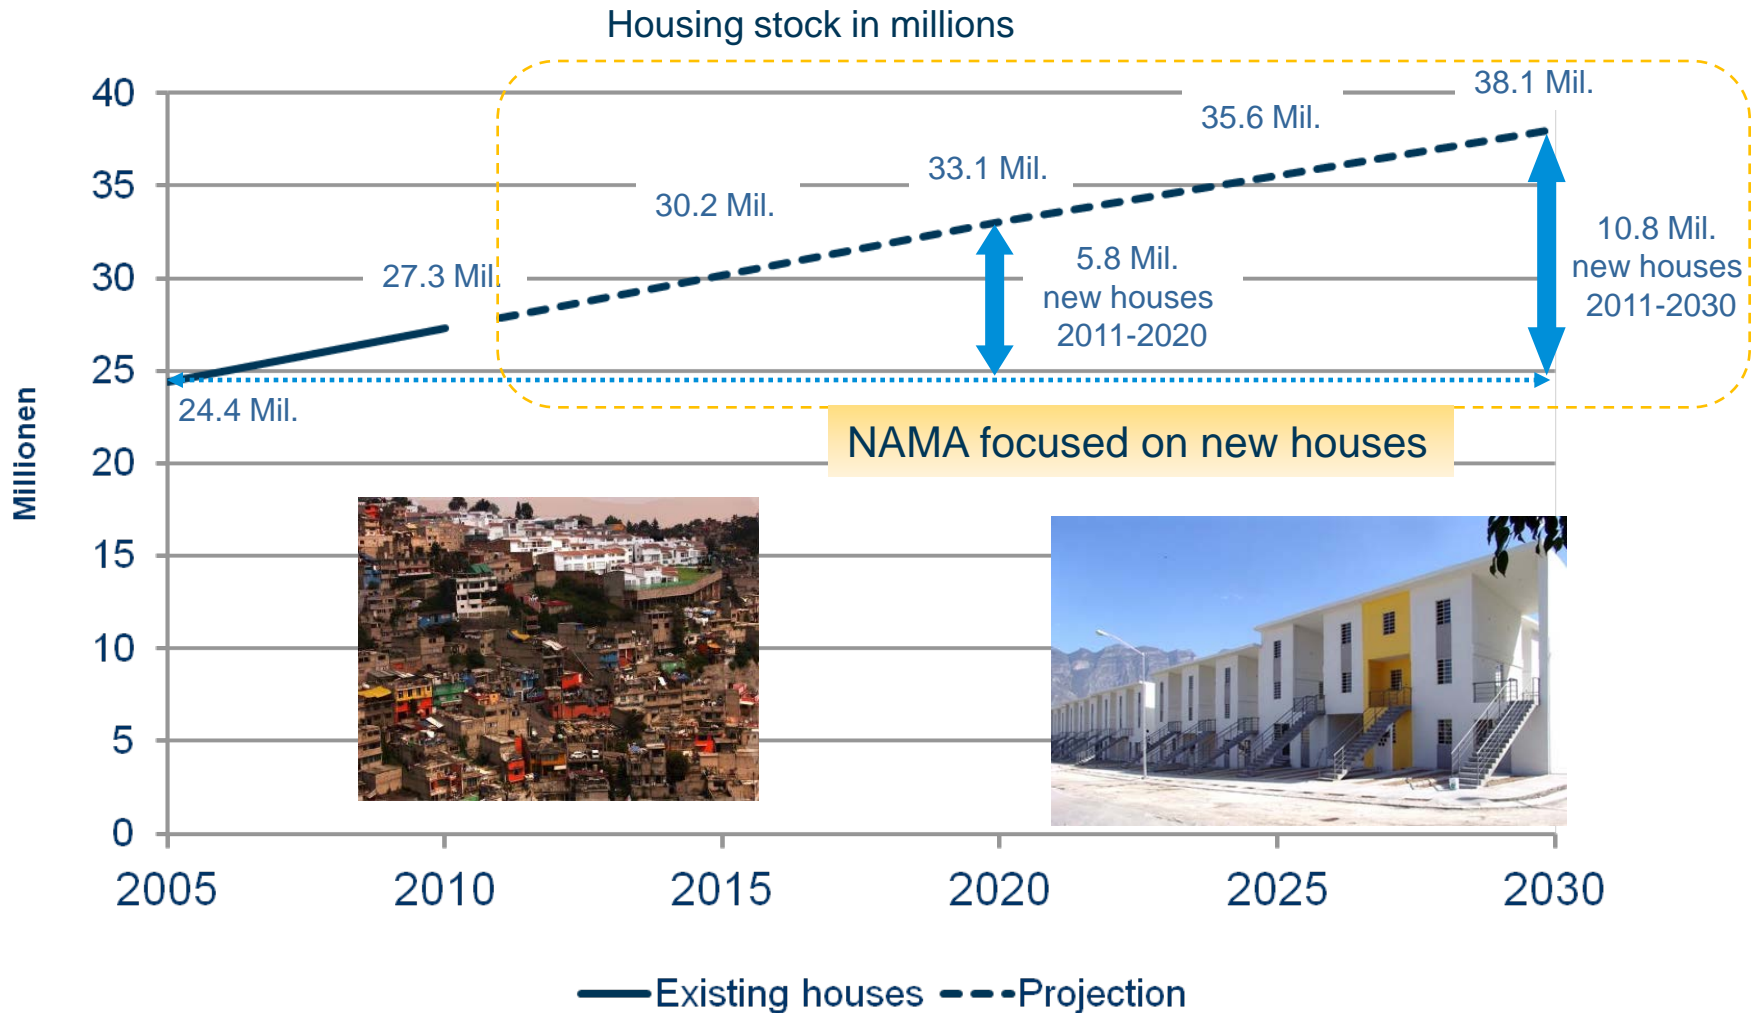 Housing stock in millions
40
35
30
25
20
15
10
5
0
Millionen
24.4 Mil.
27.3 Mil.
30.2 Mil.
33.1 Mil.
35.6 Mil.
38.1 Mil.
5.8 Mil.
new houses
2011-2020
10.8 Mil.
new houses
2011-2030
NAMA focused on new houses
2005
2010
2015
2020
2025
2030
Existing houses
Projection